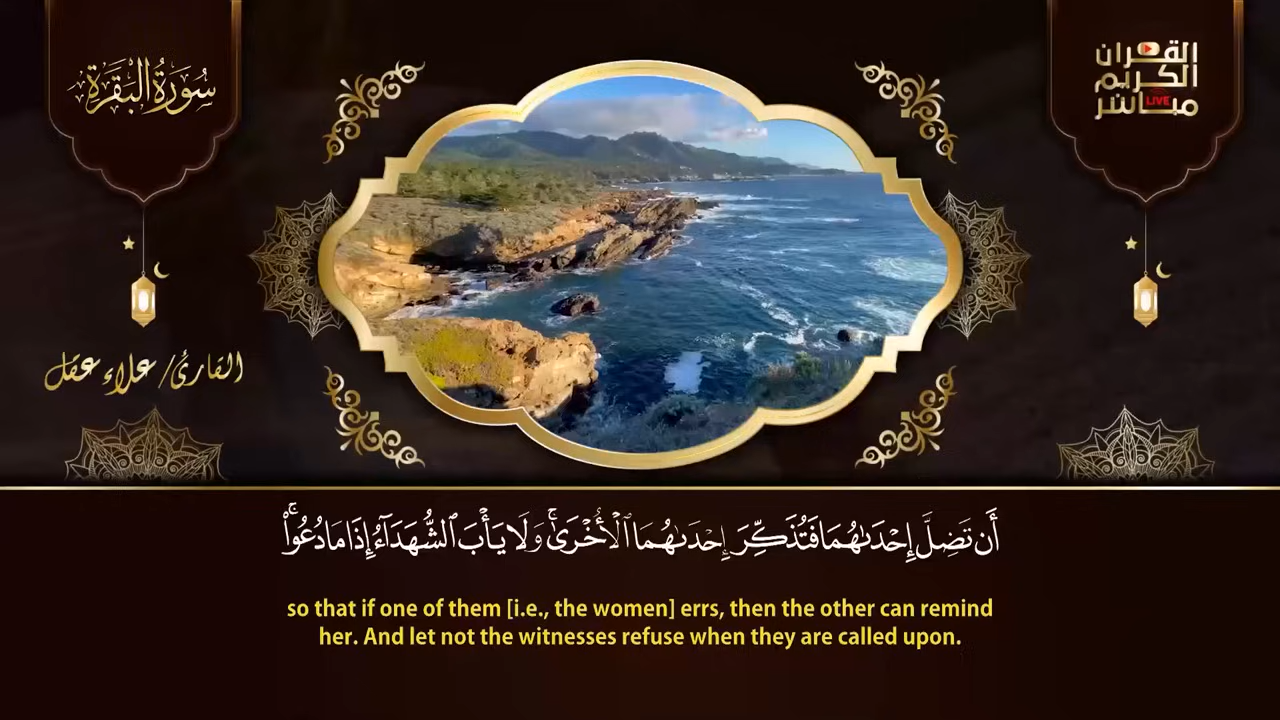 سُورَةُ البَقَرَةِ
القرآن
الكريم
مباشر
LIVE
القارئ/ علاء عقل
أَن تَضِلَّ إِحْدَىٰهُمَا فَتُذَكِّرَ إِحْدَىٰهُمَا ٱلْأُخْرَىٰۚ وَلَا يَأْبَ ٱلشُّهَدَآءُ إِذَا مَا دُعُوا۟ۚ
so that if one of them [i.e., the women] errs, then the other can remind
her. And let not the witnesses refuse when they are called upon.